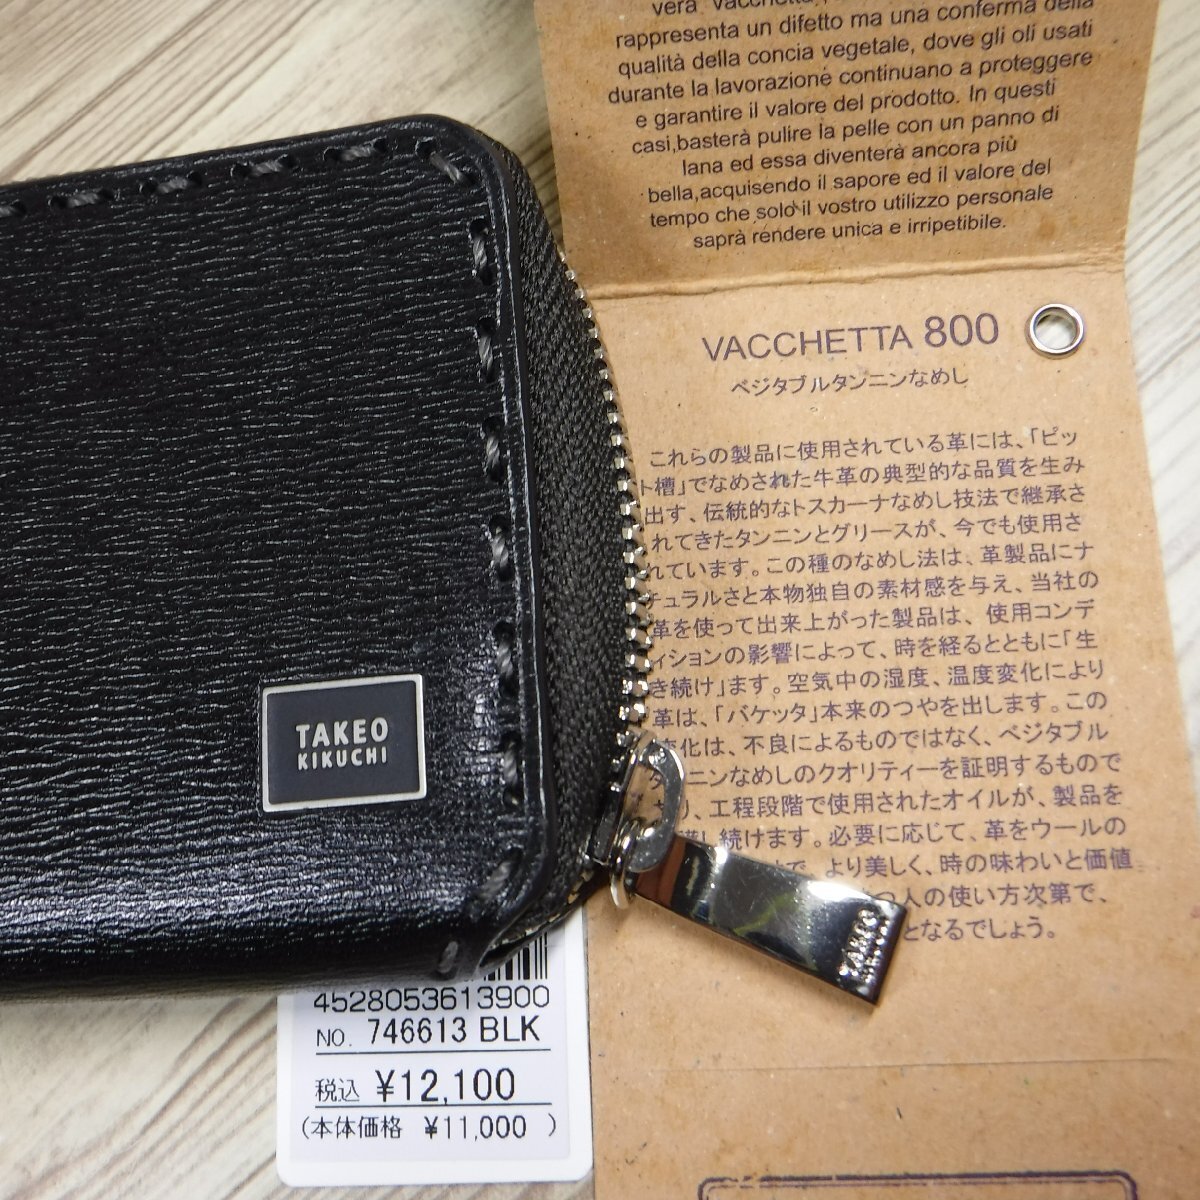 vera "Vacchetta",
rappresenta un difetto ma una conferma della
qualità della concia vegetale, dove gli oli usati
durante la lavorazione continuano a proteggere
e garantire il valore del prodotto. In questi
casi,basterà pulire la pelle con un panno di
lana ed essa diventerà ancora più
bella,acquisendo il sapore ed il valore del
tempo che solo il vostro utilizzo personale
saprà rendere unica e irripetibile.
VACCHETTA 800
ベジタブルタンニンなめし
これらの製品に使用されている革には、「ピッ
ト槽」でなめされた牛革の典型的な品質を生み
出す、伝統的なトスカーナなめし技法で継承さ
れてきたタンニンとグリースが、今でも使用さ
れています。この種のなめし法は、革製品にナ
チュラルさと本物独自の素材感を与え、当社の
革を使って出来上がった製品は、使用コンデ
ィションの影響によって、時を経るとともに「生
き続け」ます。空気中の湿度、温度変化により
革は、「バケッタ」本来のつやを出します。この
変化は、不良によるものではなく、ベジタブル
タンニンなめしのクオリティーを証明するもので
り、工程段階で使用されたオイルが、製品を
し続けます。必要に応じて、革をウールの
で、より美しく、時の味わいと価値
つ人の使い方次第で、
となるでしょう。
TAKEO
KIKUCHI
TAKEO
KIKUCHI
4528053613900
NO. 746613 BLK
税込 ¥12,100
(本体価格 ¥11,000 )